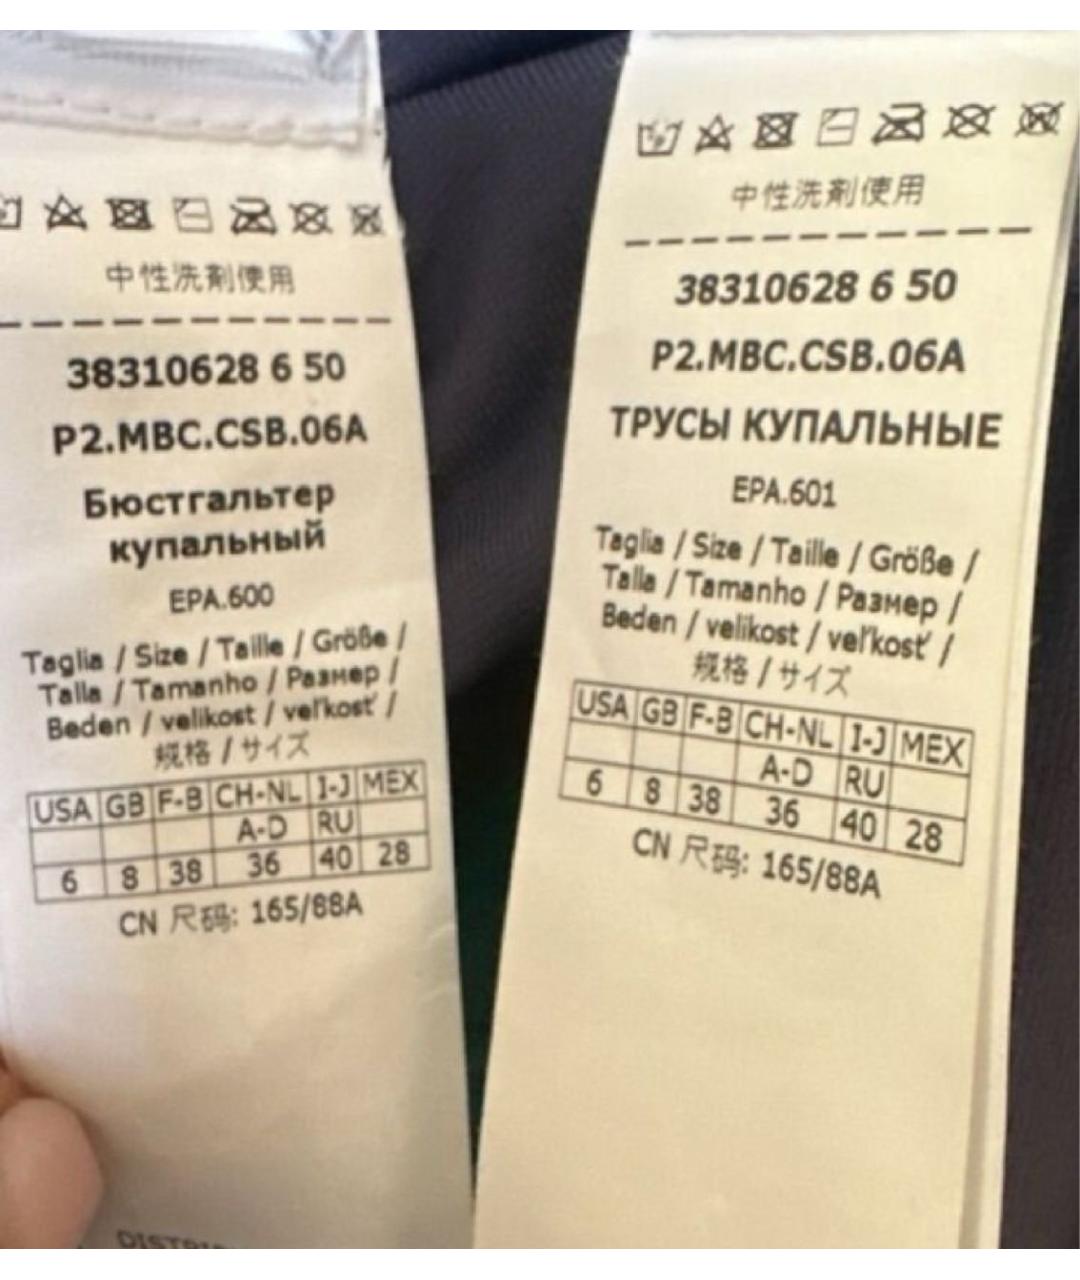 中性洗剤使用
38310628 6 50
P2.MBC.CSB.06A
Бюстгальтер
купальный
EPA.600
Taglia / Size / Taille / Größe /
Talla / Tamanho / Размер /
Beden / velikost / veľkosť /
规格 / サイズ
USA GB F-B CH-NL I-J MEX
A-D RU
6 8 38 36 40 28
CN 尺码: 165/88A
中性洗剤使用
38310628 6 50
P2.MBC.CSB.06A
ТРУСЫ КУПАЛЬНЫЕ
EPA.601
Taglia / Size / Taille / Größe /
Talla / Tamanho / Размер /
Beden / velikost / veľkosť /
规格 / サイズ
USA GB F-B CH-NL I-J MEX
A-D RU
6 8 38 36 40 28
CN 尺码: 165/88A